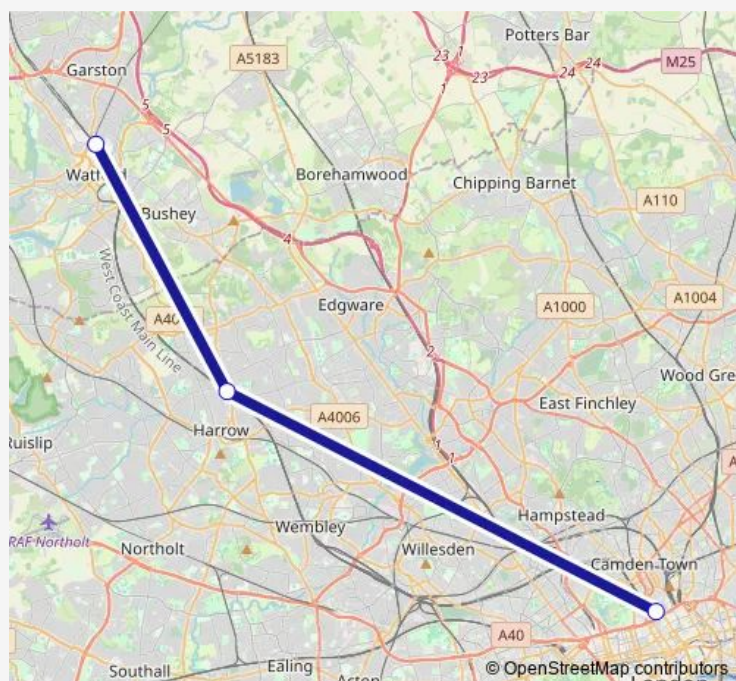 Potters Bar
A5183
23
1
24
24
M25
Garston
23
1
5
5
Borehamwood
Chipping Barnet
A110
Bushey
4
West Coast Main Line
Edgware
A1000
A1004
2
Wood Gre
East Finchley
A4006
Harrow
Ruislip
1
1
Wembley
Hampstead
RAF Northolt
Northolt
Willesden
Camden Town
A40
Southall
Ealing
Acton
© OpenStreetMap contributors
London